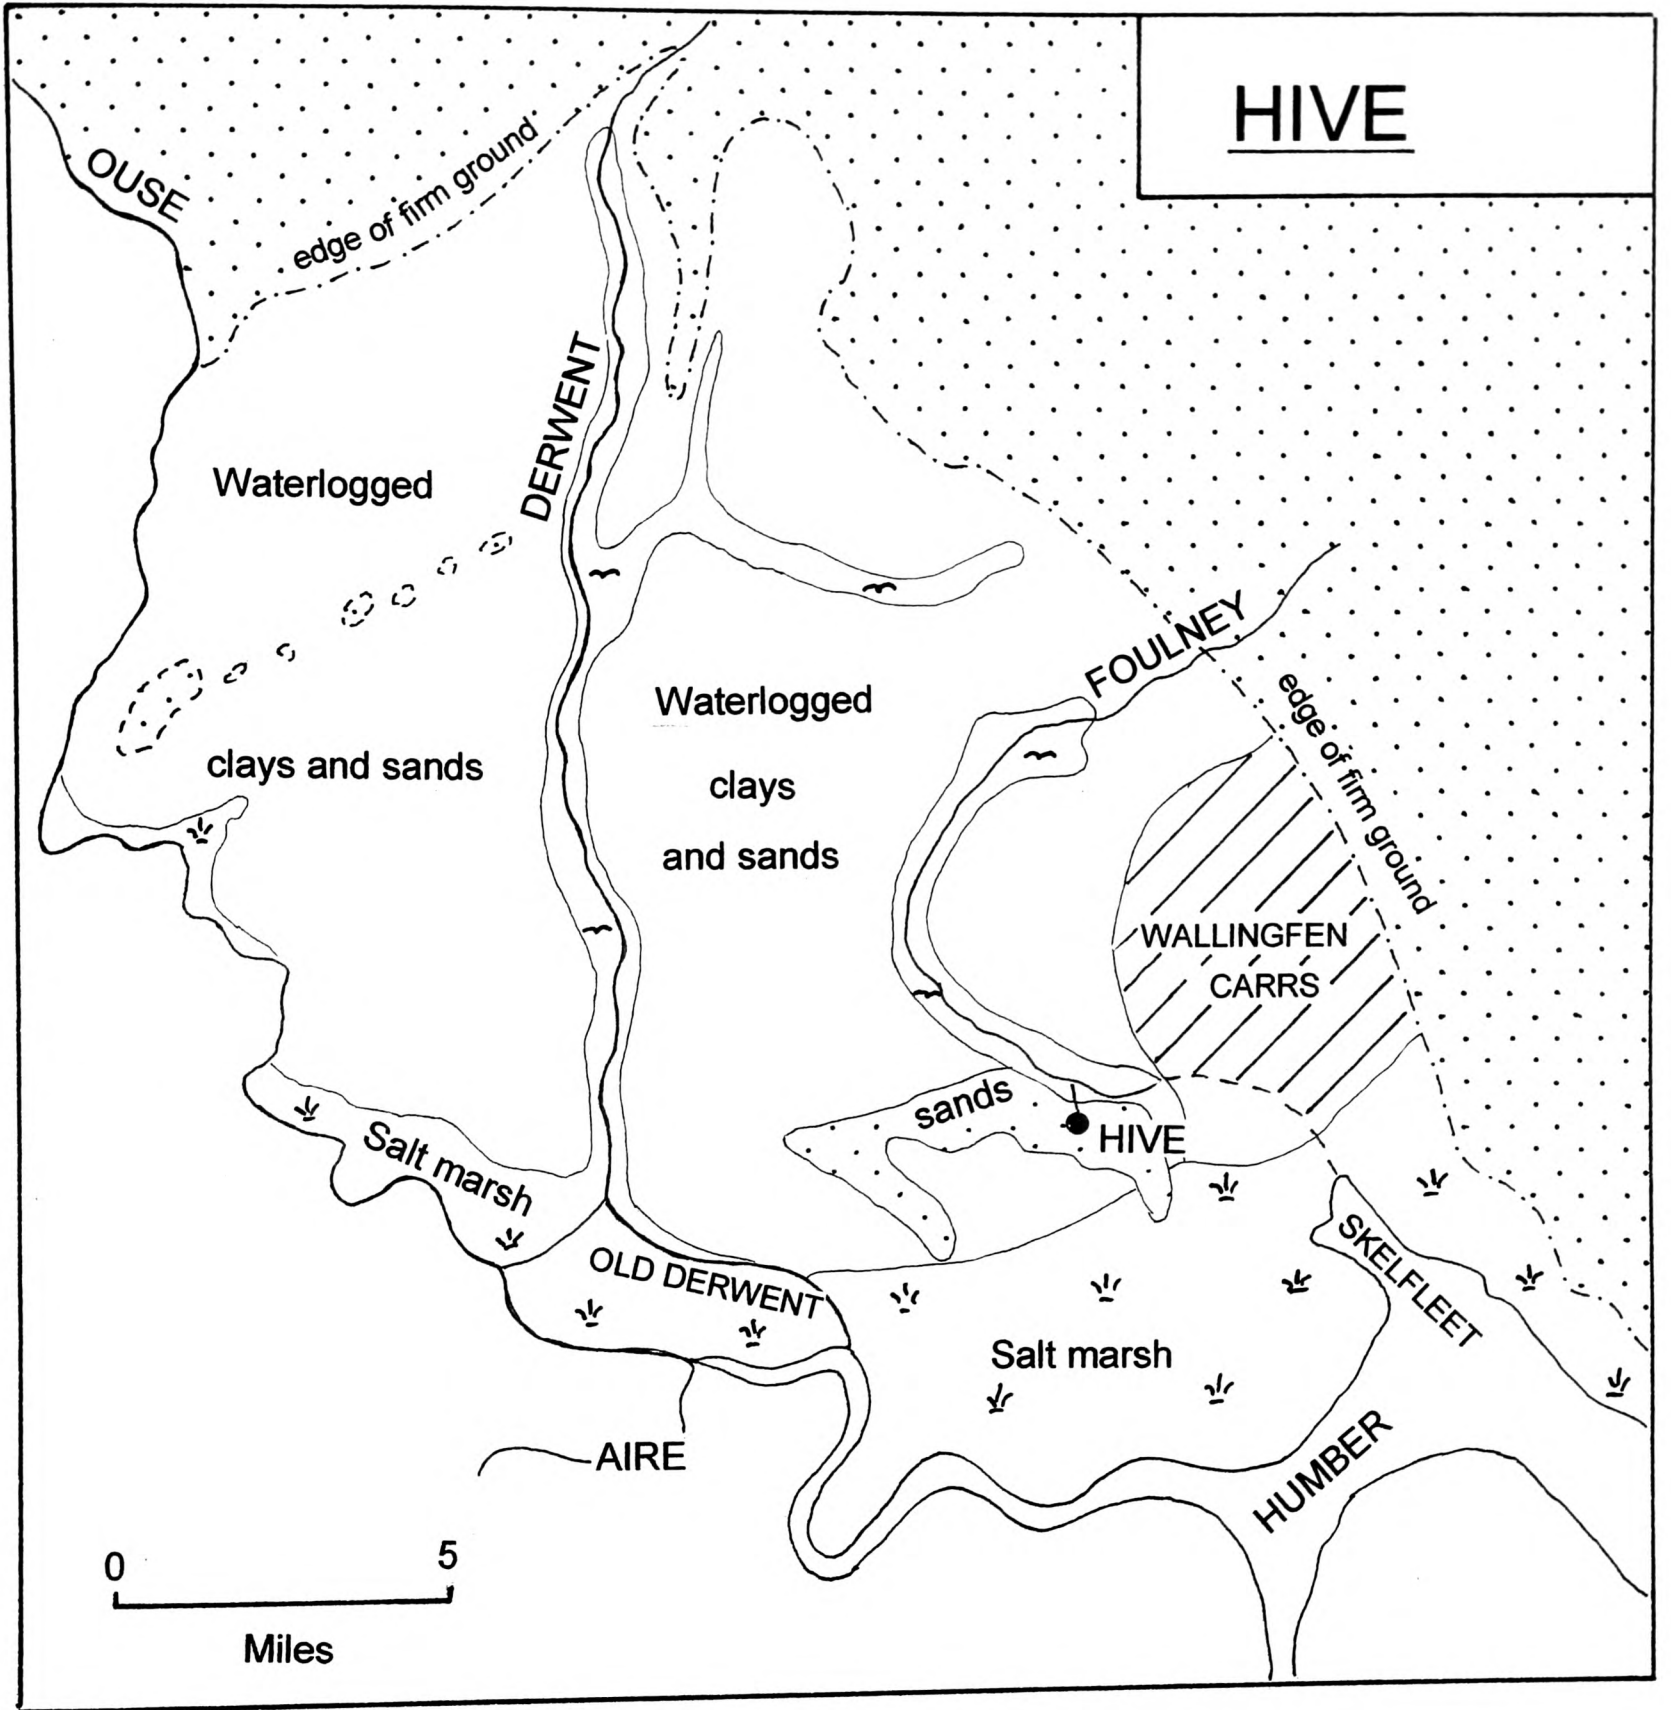 HIVE
OUSE
edge of firm ground
DERWENT
Waterlogged
clays and sands
Waterlogged
clays
and sands
FOULNEY
edge of firm ground
WALLINGFEN
CARRS
sands
HIVE
Salt marsh
OLD DERWENT
SKELFLEET
Salt marsh
AIRE
HUMBER
0 5
Miles